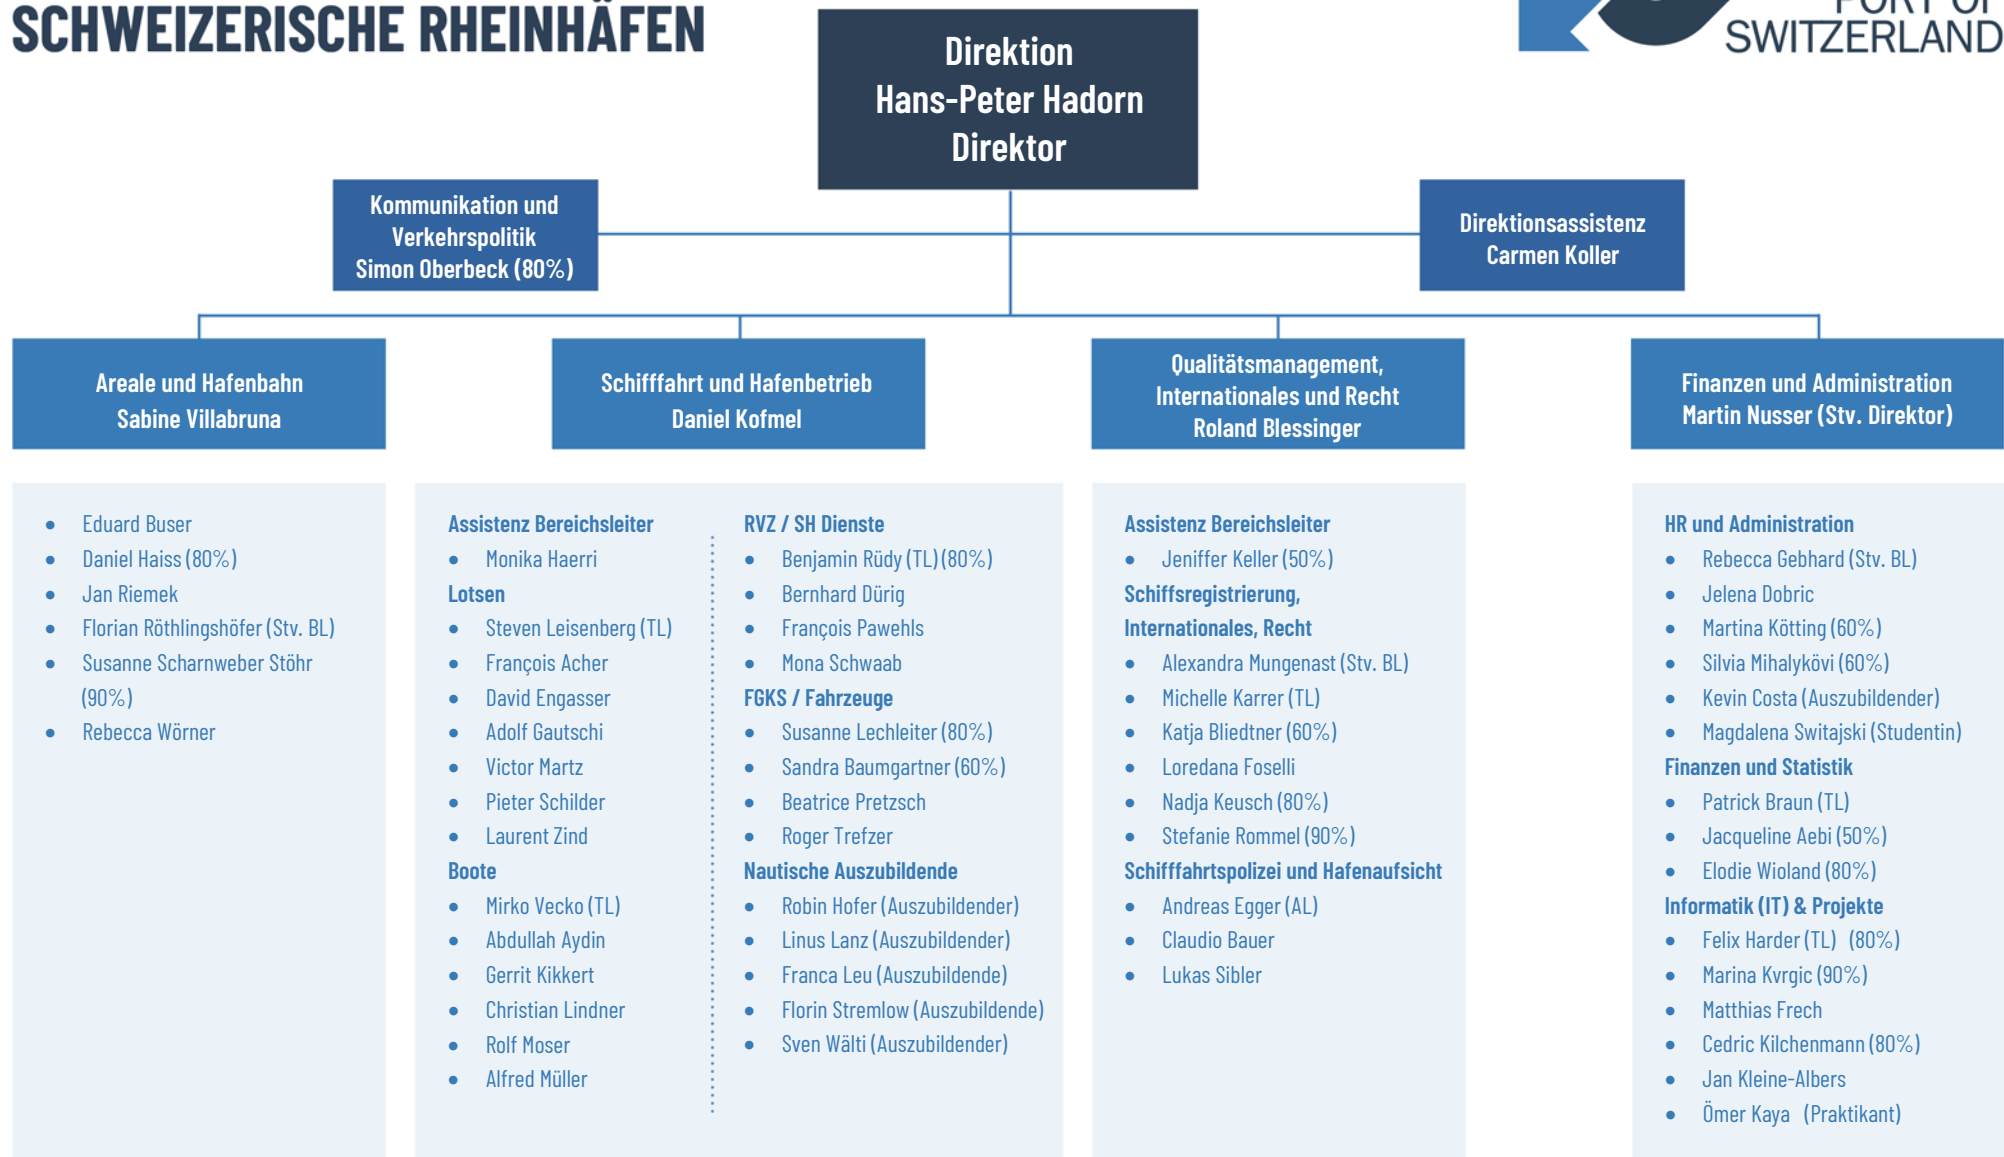 SCHWEIZERISCHE RHEINHÄFEN
PORT OF
SWITZERLAND
Direktion
Hans-Peter Hadorn
Direktor
Kommunikation und
Verkehrspolitik
Simon Oberbeck (80%)
Direktionsassistenz
Carmen Koller
Areale und Hafenbahn
Sabine Villabruna
Schifffahrt und Hafenbetrieb
Daniel Kofmel
Qualitätsmanagement,
Internationales und Recht
Roland Blessinger
Finanzen und Administration
Martin Nusser (Stv. Direktor)
• Eduard Buser
• Daniel Haiss (80%)
• Jan Riemek
• Florian Röthlingshöfer (Stv. BL)
• Susanne Scharnweber Stöhr
(90%)
• Rebecca Wörner
Assistenz Bereichsleiter
• Monika Haerri
Lotsen
• Steven Leisenberg (TL)
• François Acher
• David Engasser
• Adolf Gautschi
• Victor Martz
• Pieter Schilder
• Laurent Zind
Boote
• Mirko Vecko (TL)
• Abdullah Aydin
• Gerrit Kikkert
• Christian Lindner
• Rolf Moser
• Alfred Müller
RVZ / SH Dienste
• Benjamin Rüdy (TL) (80%)
• Bernhard Dürig
• François Pawehls
• Mona Schwaab
FGKS / Fahrzeuge
• Susanne Lechleiter (80%)
• Sandra Baumgartner (60%)
• Beatrice Pretzsch
• Roger Trefzer
Nautische Auszubildende
• Robin Hofer (Auszubildender)
• Linus Lanz (Auszubildender)
• Franca Leu (Auszubildende)
• Florin Stremlow (Auszubildende)
• Sven Wälti (Auszubildender)
Assistenz Bereichsleiter
• Jeniffer Keller (50%)
Schiffsregistrierung,
Internationales, Recht
• Alexandra Mungenast (Stv. BL)
• Michelle Karrer (TL)
• Katja Bliedtner (60%)
• Loredana Foselli
• Nadja Keusch (80%)
• Stefanie Rommel (90%)
Schifffahrtspolizei und Hafenaufsicht
• Andreas Egger (AL)
• Claudio Bauer
• Lukas Sibler
HR und Administration
• Rebecca Gebhard (Stv. BL)
• Jelena Dobric
• Martina Kötting (60%)
• Silvia Mihalykövi (60%)
• Kevin Costa (Auszubildender)
• Magdalena Switajski (Studentin)
Finanzen und Statistik
• Patrick Braun (TL)
• Jacqueline Aebi (50%)
• Elodie Wioland (80%)
Informatik (IT) & Projekte
• Felix Harder (TL) (80%)
• Marina Kvrgic (90%)
• Matthias Frech
• Cedric Kilchenmann (80%)
• Jan Kleine-Albers
• Ömer Kaya (Praktikant)